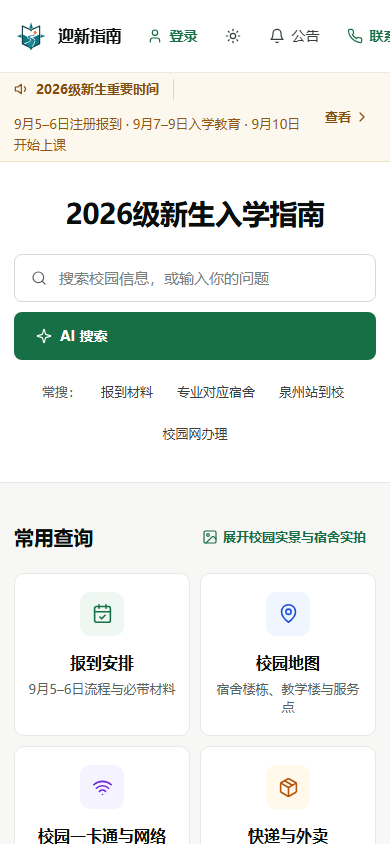 迎新指南
登录
公告
联系
2026级新生重要时间
9月5–6日注册报到 · 9月7–9日入学教育 · 9月10日
开始上课
查看
2026级新生入学指南
搜索校园信息，或输入你的问题
AI 搜索
常搜：
报到材料
专业对应宿舍
泉州站到校
校园网办理
常用查询
展开校园实景与宿舍实拍
报到安排
9月5–6日流程与必带材料
校园地图
宿舍楼栋、教学楼与服务
点
校园一卡通与网络
快递与外卖